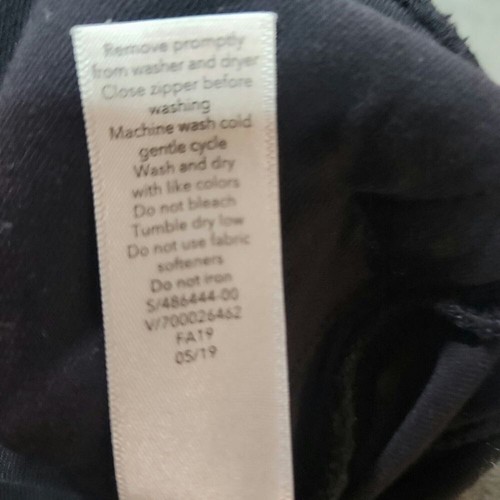 Remove promptly
from washer and dryer
Close zipper before
washing
Machine wash cold
gentle cycle
Wash and dry
with like colors
Do not bleach
Tumble dry low
Do not use fabric
softeners
Do not iron
S/486444-00
V/700026462
FA19
05/19